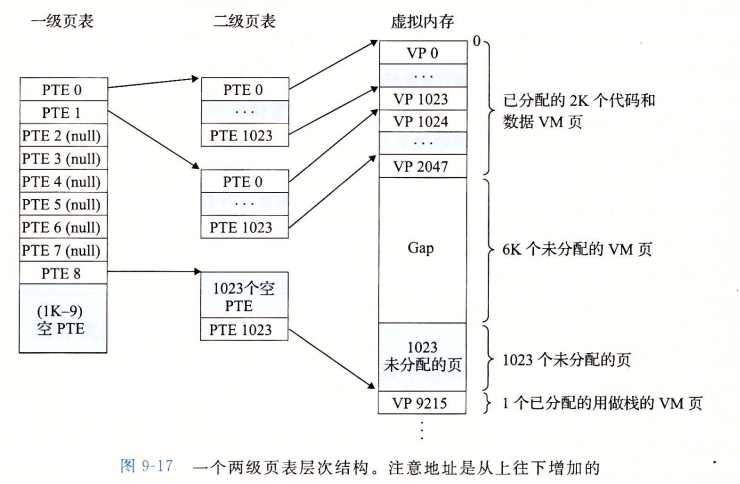 一级页表
二级页表
虚拟内存
PTE 0
PTE 1
PTE 2 (null)
PTE 3 (null)
PTE 4 (null)
PTE 5 (null)
PTE 6 (null)
PTE 7 (null)
PTE 8
(1K–9)
空 PTE
PTE 0
···
PTE 1023
PTE 0
···
PTE 1023
1023个空
PTE
PTE 1023
0
VP 0
···
VP 1023
VP 1024
···
VP 2047
Gap
1023
未分配的页
VP 9215
⋮
已分配的 2K 个代码和
数据 VM 页
6K 个未分配的 VM 页
1023 个未分配的页
1 个已分配的用做栈的 VM 页
图 9-17 一个两级页表层次结构。注意地址是从上往下增加的